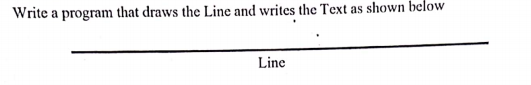 Write a program that draws the Line and writes the Text as shown below
Line